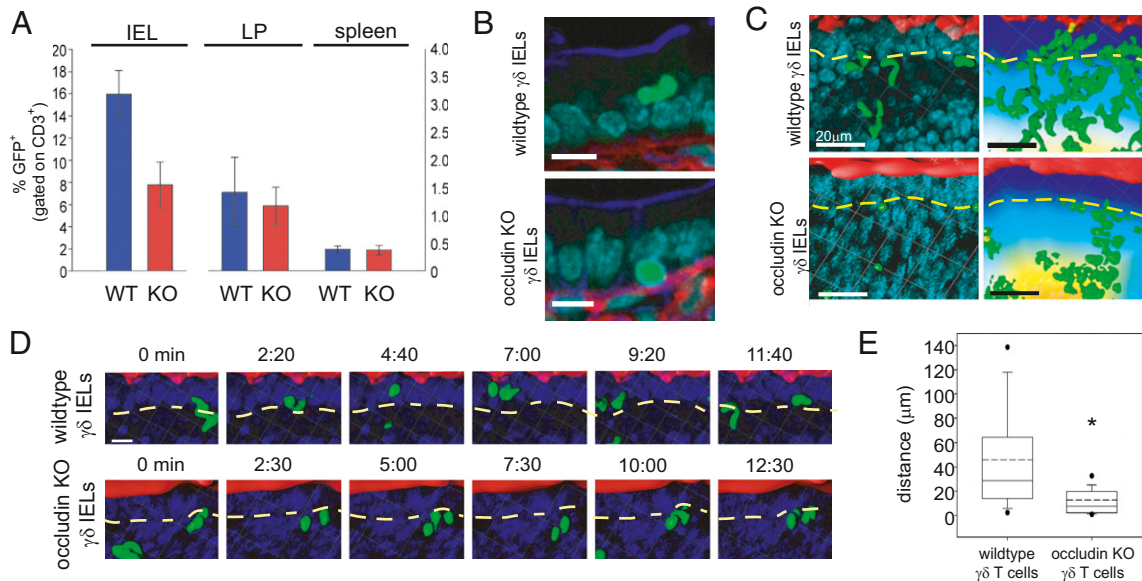 A
IEL LP spleen
% GFP+
(gated on CD3+)
20
18
16
14
12
10
8
6
4
2
0
4.0
3.5
3.0
2.5
2.0
1.5
1.0
0.5
0
WT KO WT KO WT KO
B
wildtype γδ IELs
occludin KO
γδ IELs
C
wildtype γδ IELs
20μm
occludin KO
γδ IELs
D
wildtype
γδ IELs
0 min 2:20 4:40 7:00 9:20 11:40
occludin KO
γδ IELs
0 min 2:30 5:00 7:30 10:00 12:30
E
distance (μm)
140
120
100
80
60
40
20
0
*
wildtype
γδ T cells
occludin KO
γδ T cells